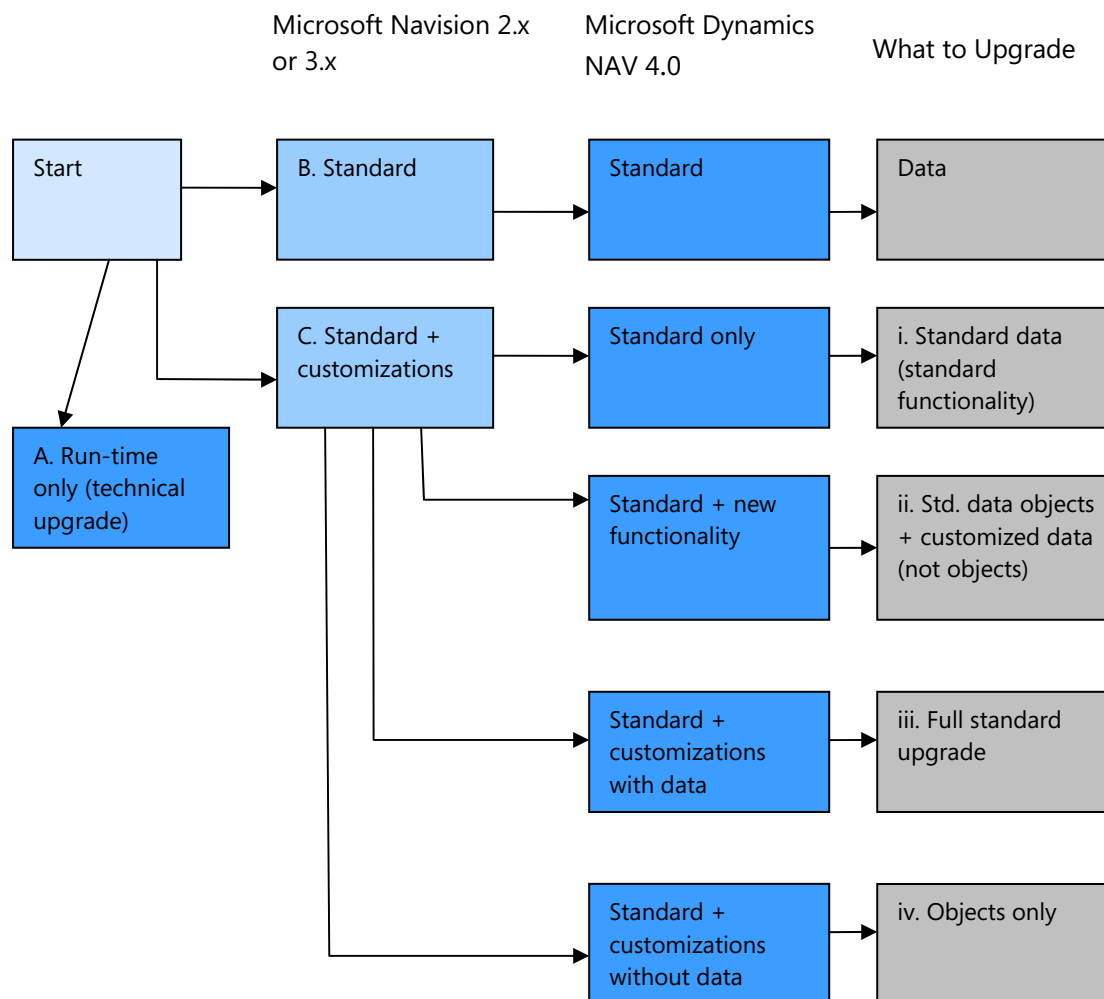 Microsoft Navision 2.x
or 3.x
Microsoft Dynamics
NAV 4.0
What to Upgrade
Start
B. Standard
Standard
Data
C. Standard +
customizations
Standard only
i. Standard data
(standard
functionality)
A. Run-time
only (technical
upgrade)
Standard + new
functionality
ii. Std. data objects
+ customized data
(not objects)
Standard +
customizations
with data
iii. Full standard
upgrade
Standard +
customizations
without data
iv. Objects only